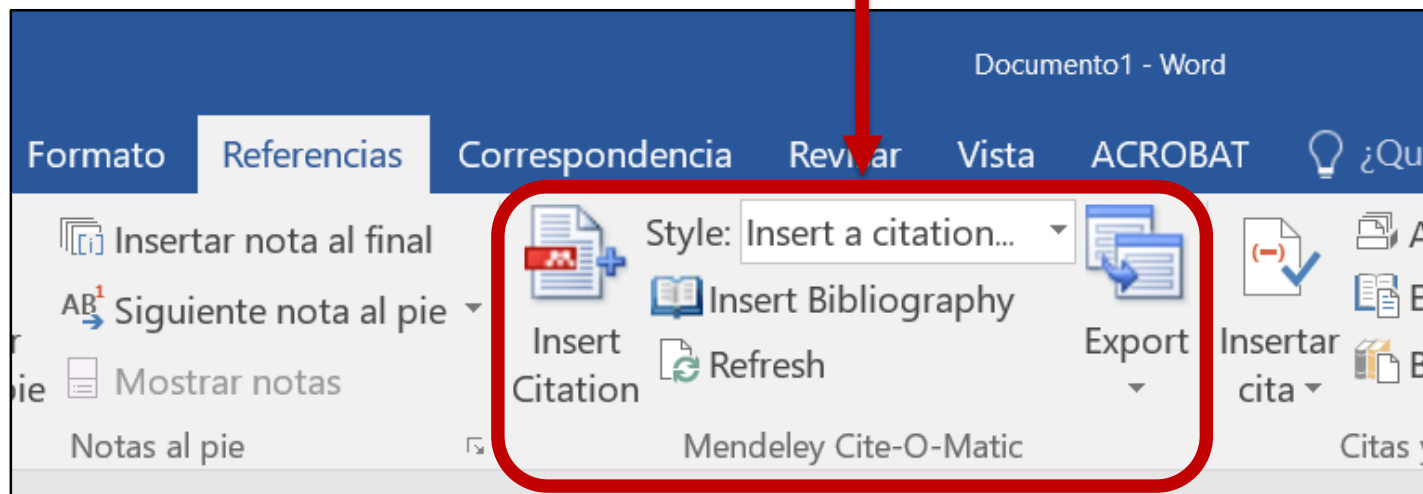 Documento1 - Word
Formato Referencias Correspondencia Revisar Vista ACROBAT ¿Qu
Insertar nota al final
Siguiente nota al pie
Mostrar notas
Notas al pie
Insert
Citation
Style: Insert a citation...
Insert Bibliography
Refresh
Export
Mendeley Cite-O-Matic
Insertar
cita
Citas